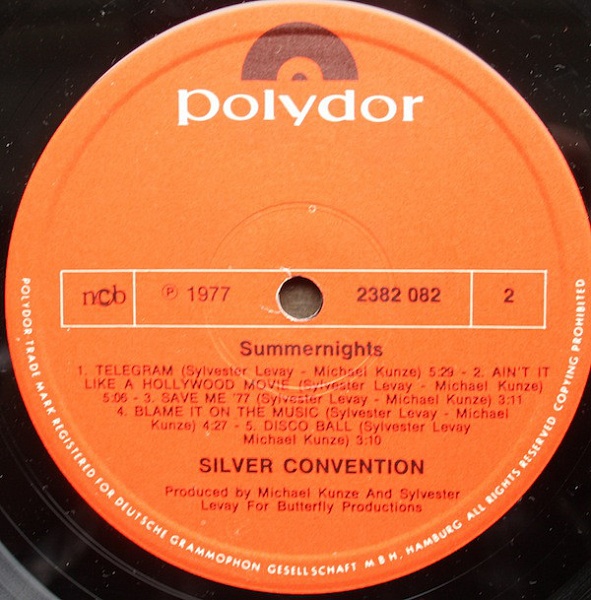 polydor
ncb ℗ 1977 2382 082 2
Summernights
1. TELEGRAM (Sylvester Levay - Michael Kunze) 5:29 - 2. AIN'T IT
LIKE A HOLLYWOOD MOVIE (Sylvester Levay - Michael Kunze)
5:06 - 3. SAVE ME '77 (Sylvester Levay - Michael Kunze) 3:11
4. BLAME IT ON THE MUSIC (Sylvester Levay - Michael
Kunze) 4:27 - 5. DISCO BALL (Sylvester Levay
Michael Kunze) 3:10
SILVER CONVENTION
Produced by Michael Kunze And Sylvester
Levay For Butterfly Productions
POLYDOR TRADE MARK REGISTERED FOR DEUTSCHE GRAMMOPHON GESELLSCHAFT M B H, HAMBURG ALL RIGHTS RESERVED COPYING PROHIBITED